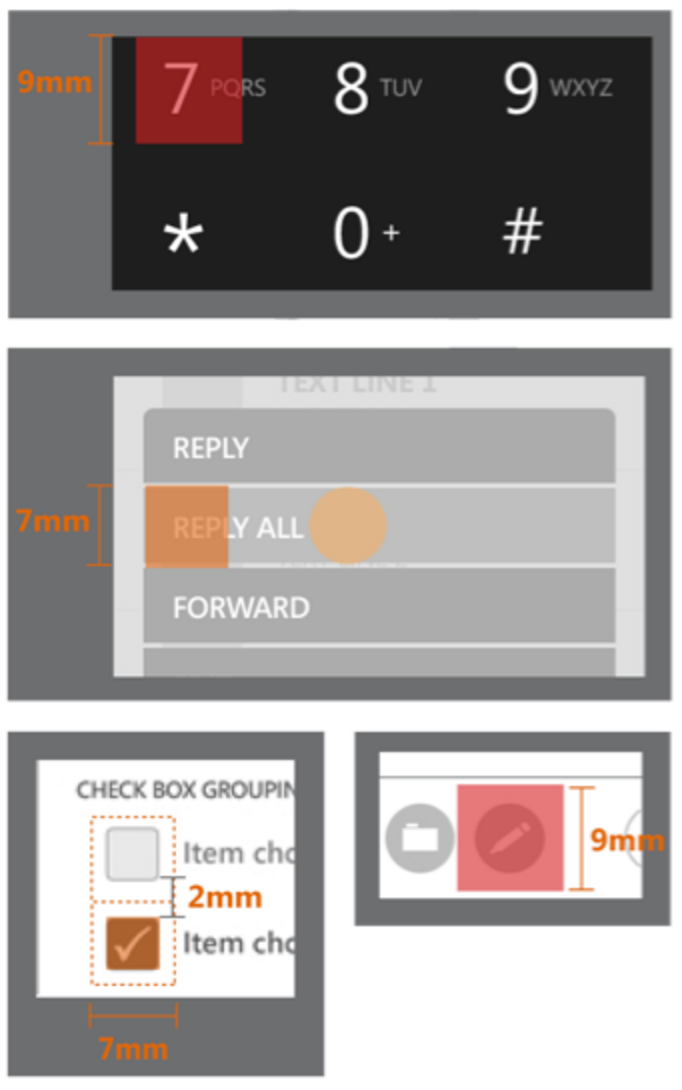 9mm
7 PQRS 8 TUV 9 WXYZ
* 0 + #
TEXT LINE 1
REPLY
7mm
REPLY ALL
FORWARD
CHECK BOX GROUPIN
Item cho
2mm
Item cho
7mm
9mm